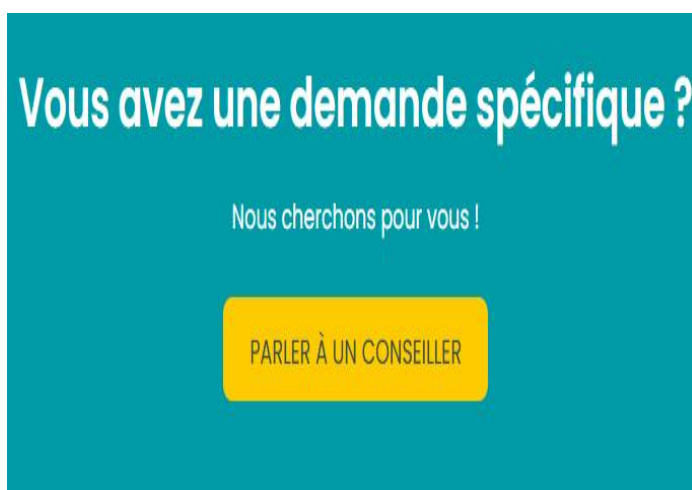 Vous avez une demande spécifique ?
Nous cherchons pour vous !
PARLER À UN CONSEILLER